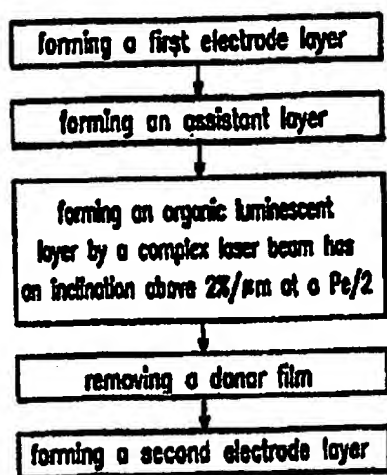 forming a first electrode layer
forming an assistant layer
forming an organic luminescent
layer by a complex laser beam has
an inclination above 2%/μm at a Pe/2
removing a donar film
forming a second electrode layer